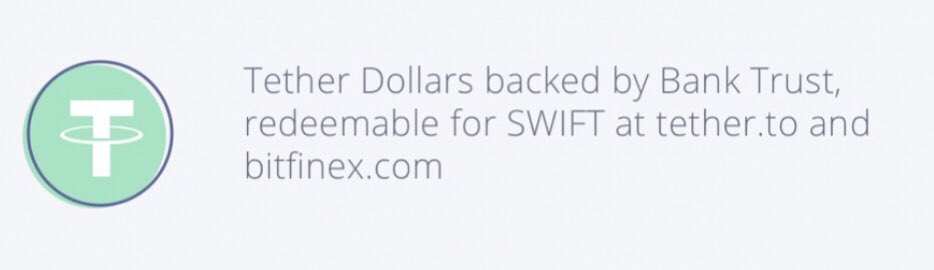 Tether Dollars backed by Bank Trust,
redeemable for SWIFT at tether.to and
bitfinex.com